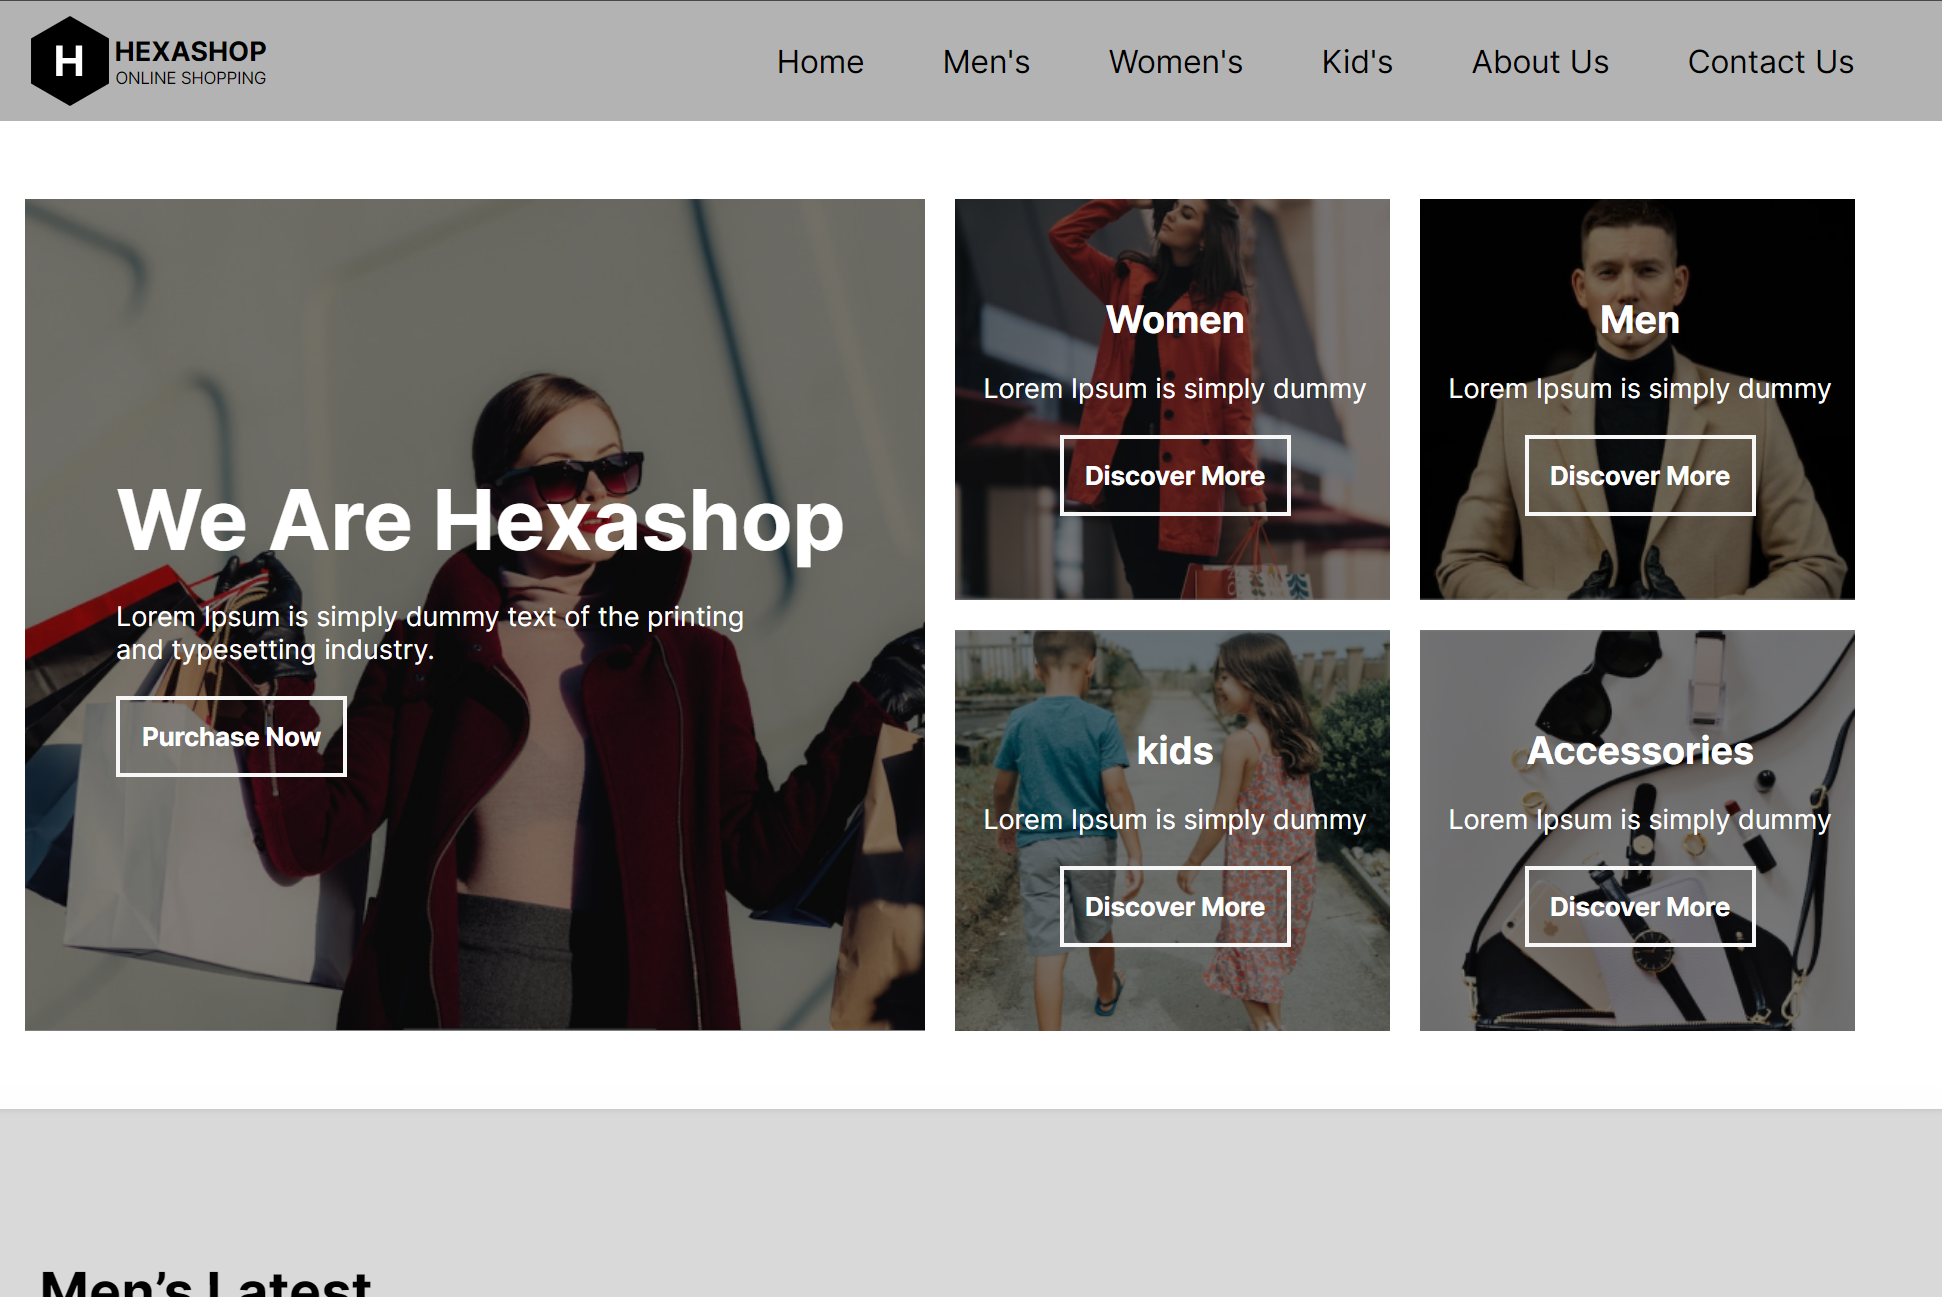 H
HEXASHOP
ONLINE SHOPPING
Home
Men's
Women's
Kid's
About Us
Contact Us
We Are Hexashop
Lorem Ipsum is simply dummy text of the printing
and typesetting industry.
Purchase Now
Women
Lorem Ipsum is simply dummy
Discover More
Men
Lorem Ipsum is simply dummy
Discover More
kids
Lorem Ipsum is simply dummy
Discover More
Accessories
Lorem Ipsum is simply dummy
Discover More
Men’s Latest